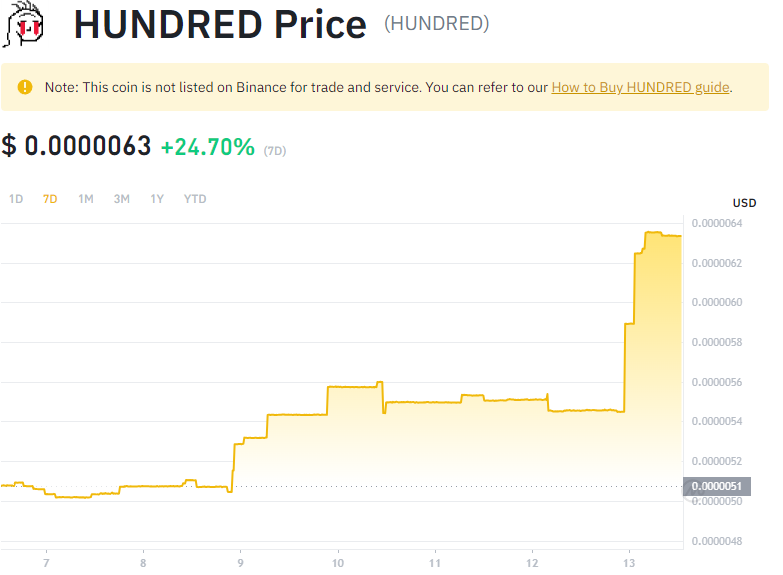 HUNDRED Price (HUNDRED)
Note: This coin is not listed on Binance for trade and service. You can refer to our How to Buy HUNDRED guide.
$ 0.0000063 +24.70% (7D)
1D 7D 1M 3M 1Y YTD
USD
0.0000064
0.0000062
0.0000060
0.0000058
0.0000056
0.0000054
0.0000052
0.0000051
0.0000050
0.0000048
7 8 9 10 11 12 13